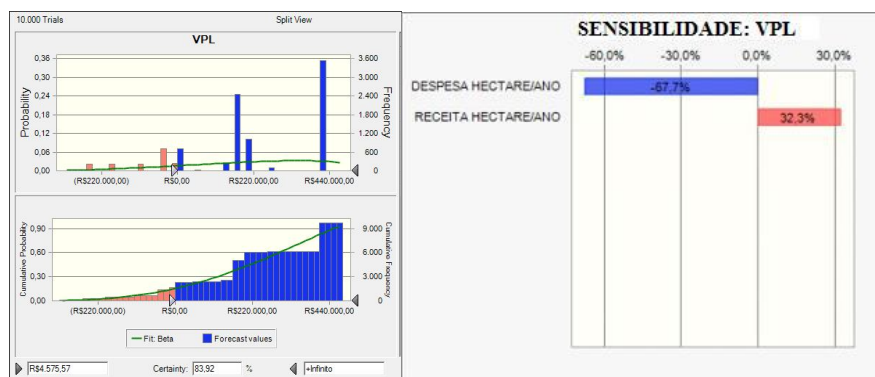 10.000 Trials Split View
VPL
0,36 3.600
0,30 3.000
0,24 2.400
0,18 1.800
0,12 1.200
0,06 600
0,00 0
Probability
Frequency
(R$220.000,00) R$0,00 R$220.000,00 R$440.000,00
0,90 9.000
0,60 6.000
0,30 3.000
0,00 0
Cumulative Probability
Cumulative Frequency
(R$220.000,00) R$0,00 R$220.000,00 R$440.000,00
Fit: Beta Forecast values
R$4.575,57 Certainty: 83,92 % +Infinito
SENSIBILIDADE: VPL
-60,0% -30,0% 0,0% 30,0%
DESPESA HECTARE/ANO -67,7%
RECEITA HECTARE/ANO 32,3%